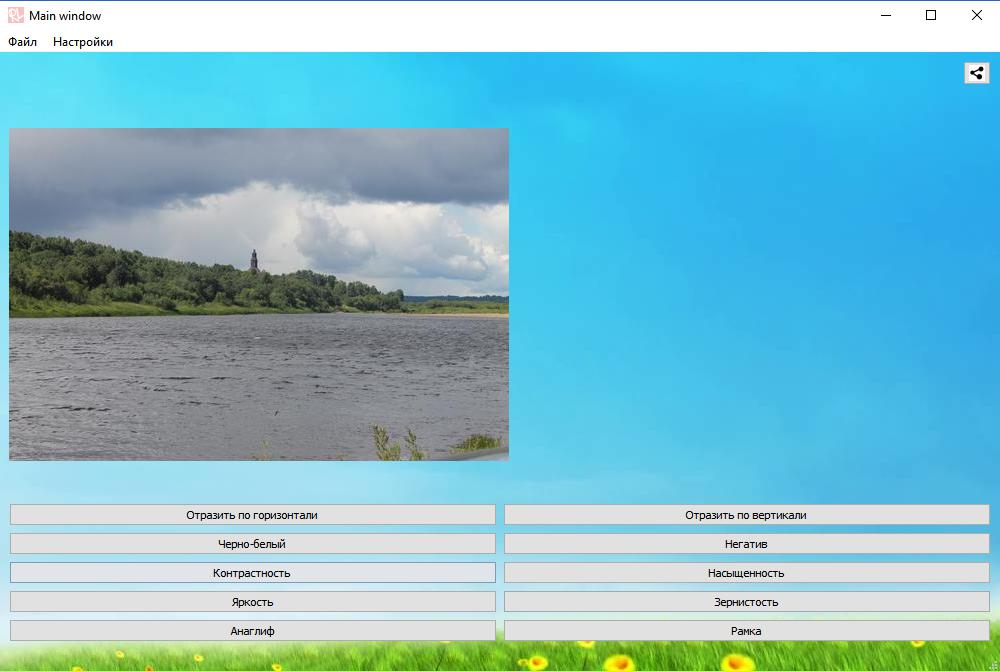 Main window
Файл Настройки
Отразить по горизонтали Отразить по вертикали
Черно-белый Негатив
Контрастность Насыщенность
Яркость Зернистость
Анаглиф Рамка